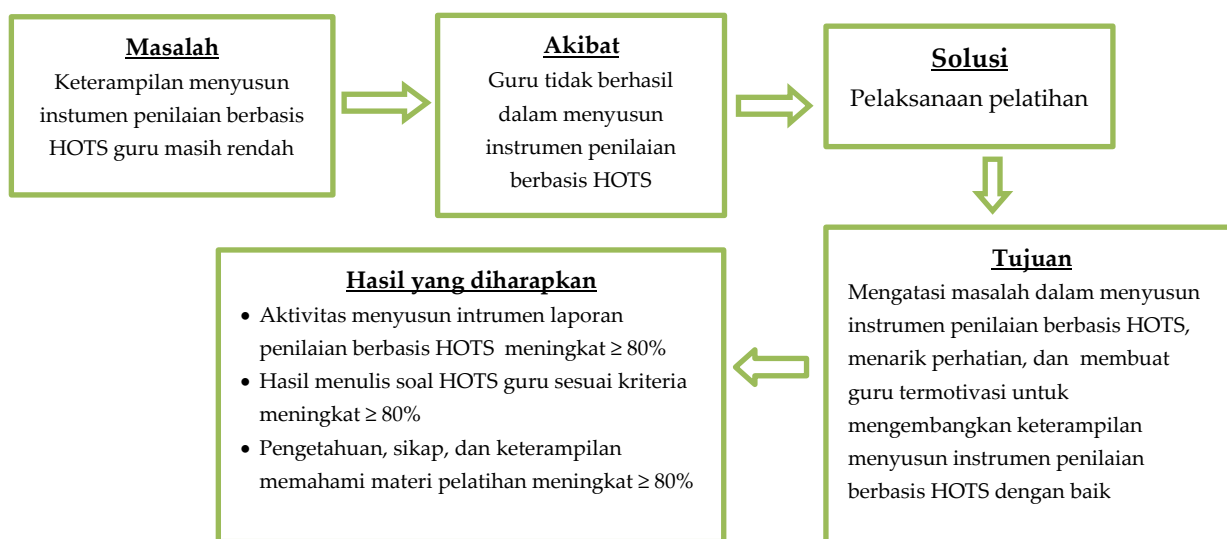 Masalah
Keterampilan menyusun
instumen penilaian berbasis
HOTS guru masih rendah
Akibat
Guru tidak berhasil
dalam menyusun
instrumen penilaian
berbasis HOTS
Solusi
Pelaksanaan pelatihan
Tujuan
Mengatasi masalah dalam menyusun
instrumen penilaian berbasis HOTS,
menarik perhatian, dan membuat
guru termotivasi untuk
mengembangkan keterampilan
menyusun instrumen penilaian
berbasis HOTS dengan baik
Hasil yang diharapkan
• Aktivitas menyusun intrumen laporan
penilaian berbasis HOTS meningkat ≥ 80%
• Hasil menulis soal HOTS guru sesuai kriteria
meningkat ≥ 80%
• Pengetahuan, sikap, dan keterampilan
memahami materi pelatihan meningkat ≥ 80%